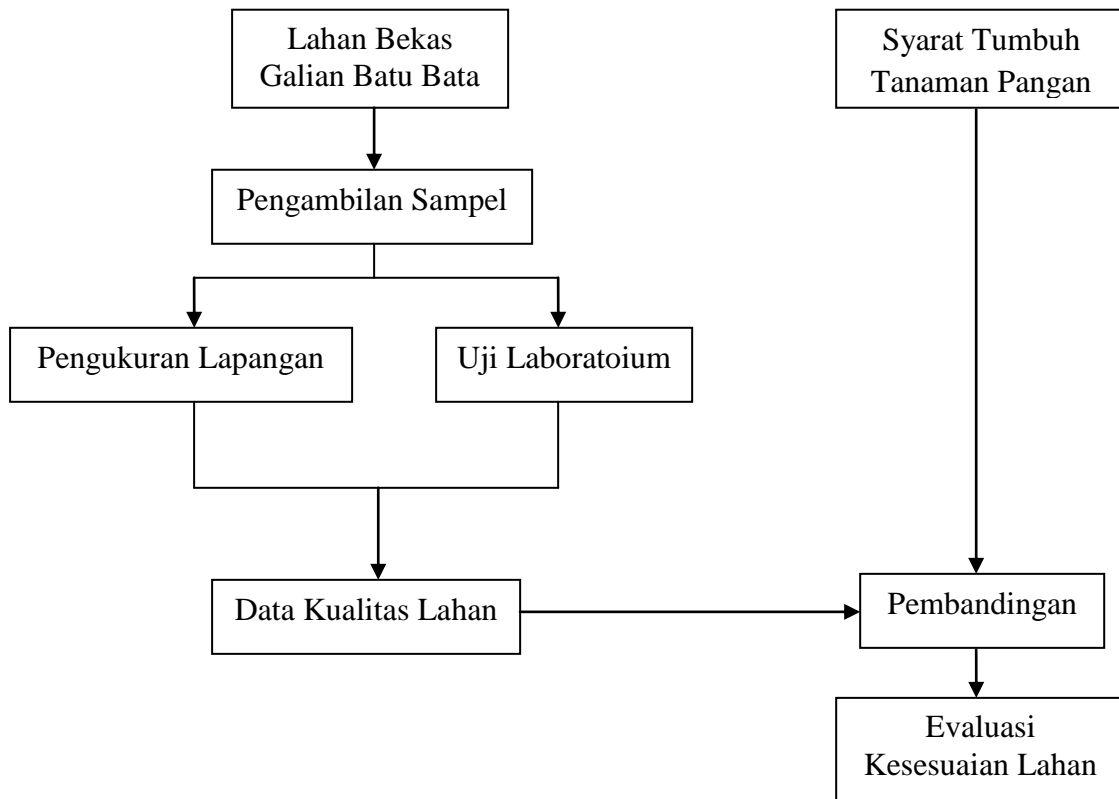 Lahan Bekas
Galian Batu Bata
Syarat Tumbuh
Tanaman Pangan
Pengambilan Sampel
Pengukuran Lapangan
Uji Laboratoium
Data Kualitas Lahan
Pembandingan
Evaluasi
Kesesuaian Lahan